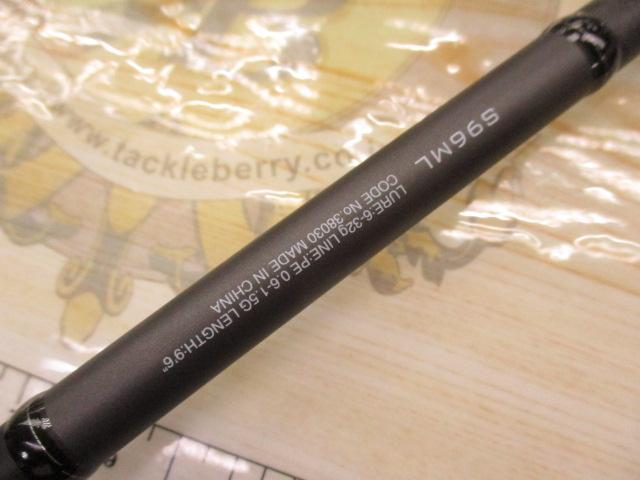 S96ML
LURE:6-32g LINE:PE 0.6-1.5G LENGTH:9'6"
CODE No.38030 MADE IN CHINA
www.tackleberry.co.j